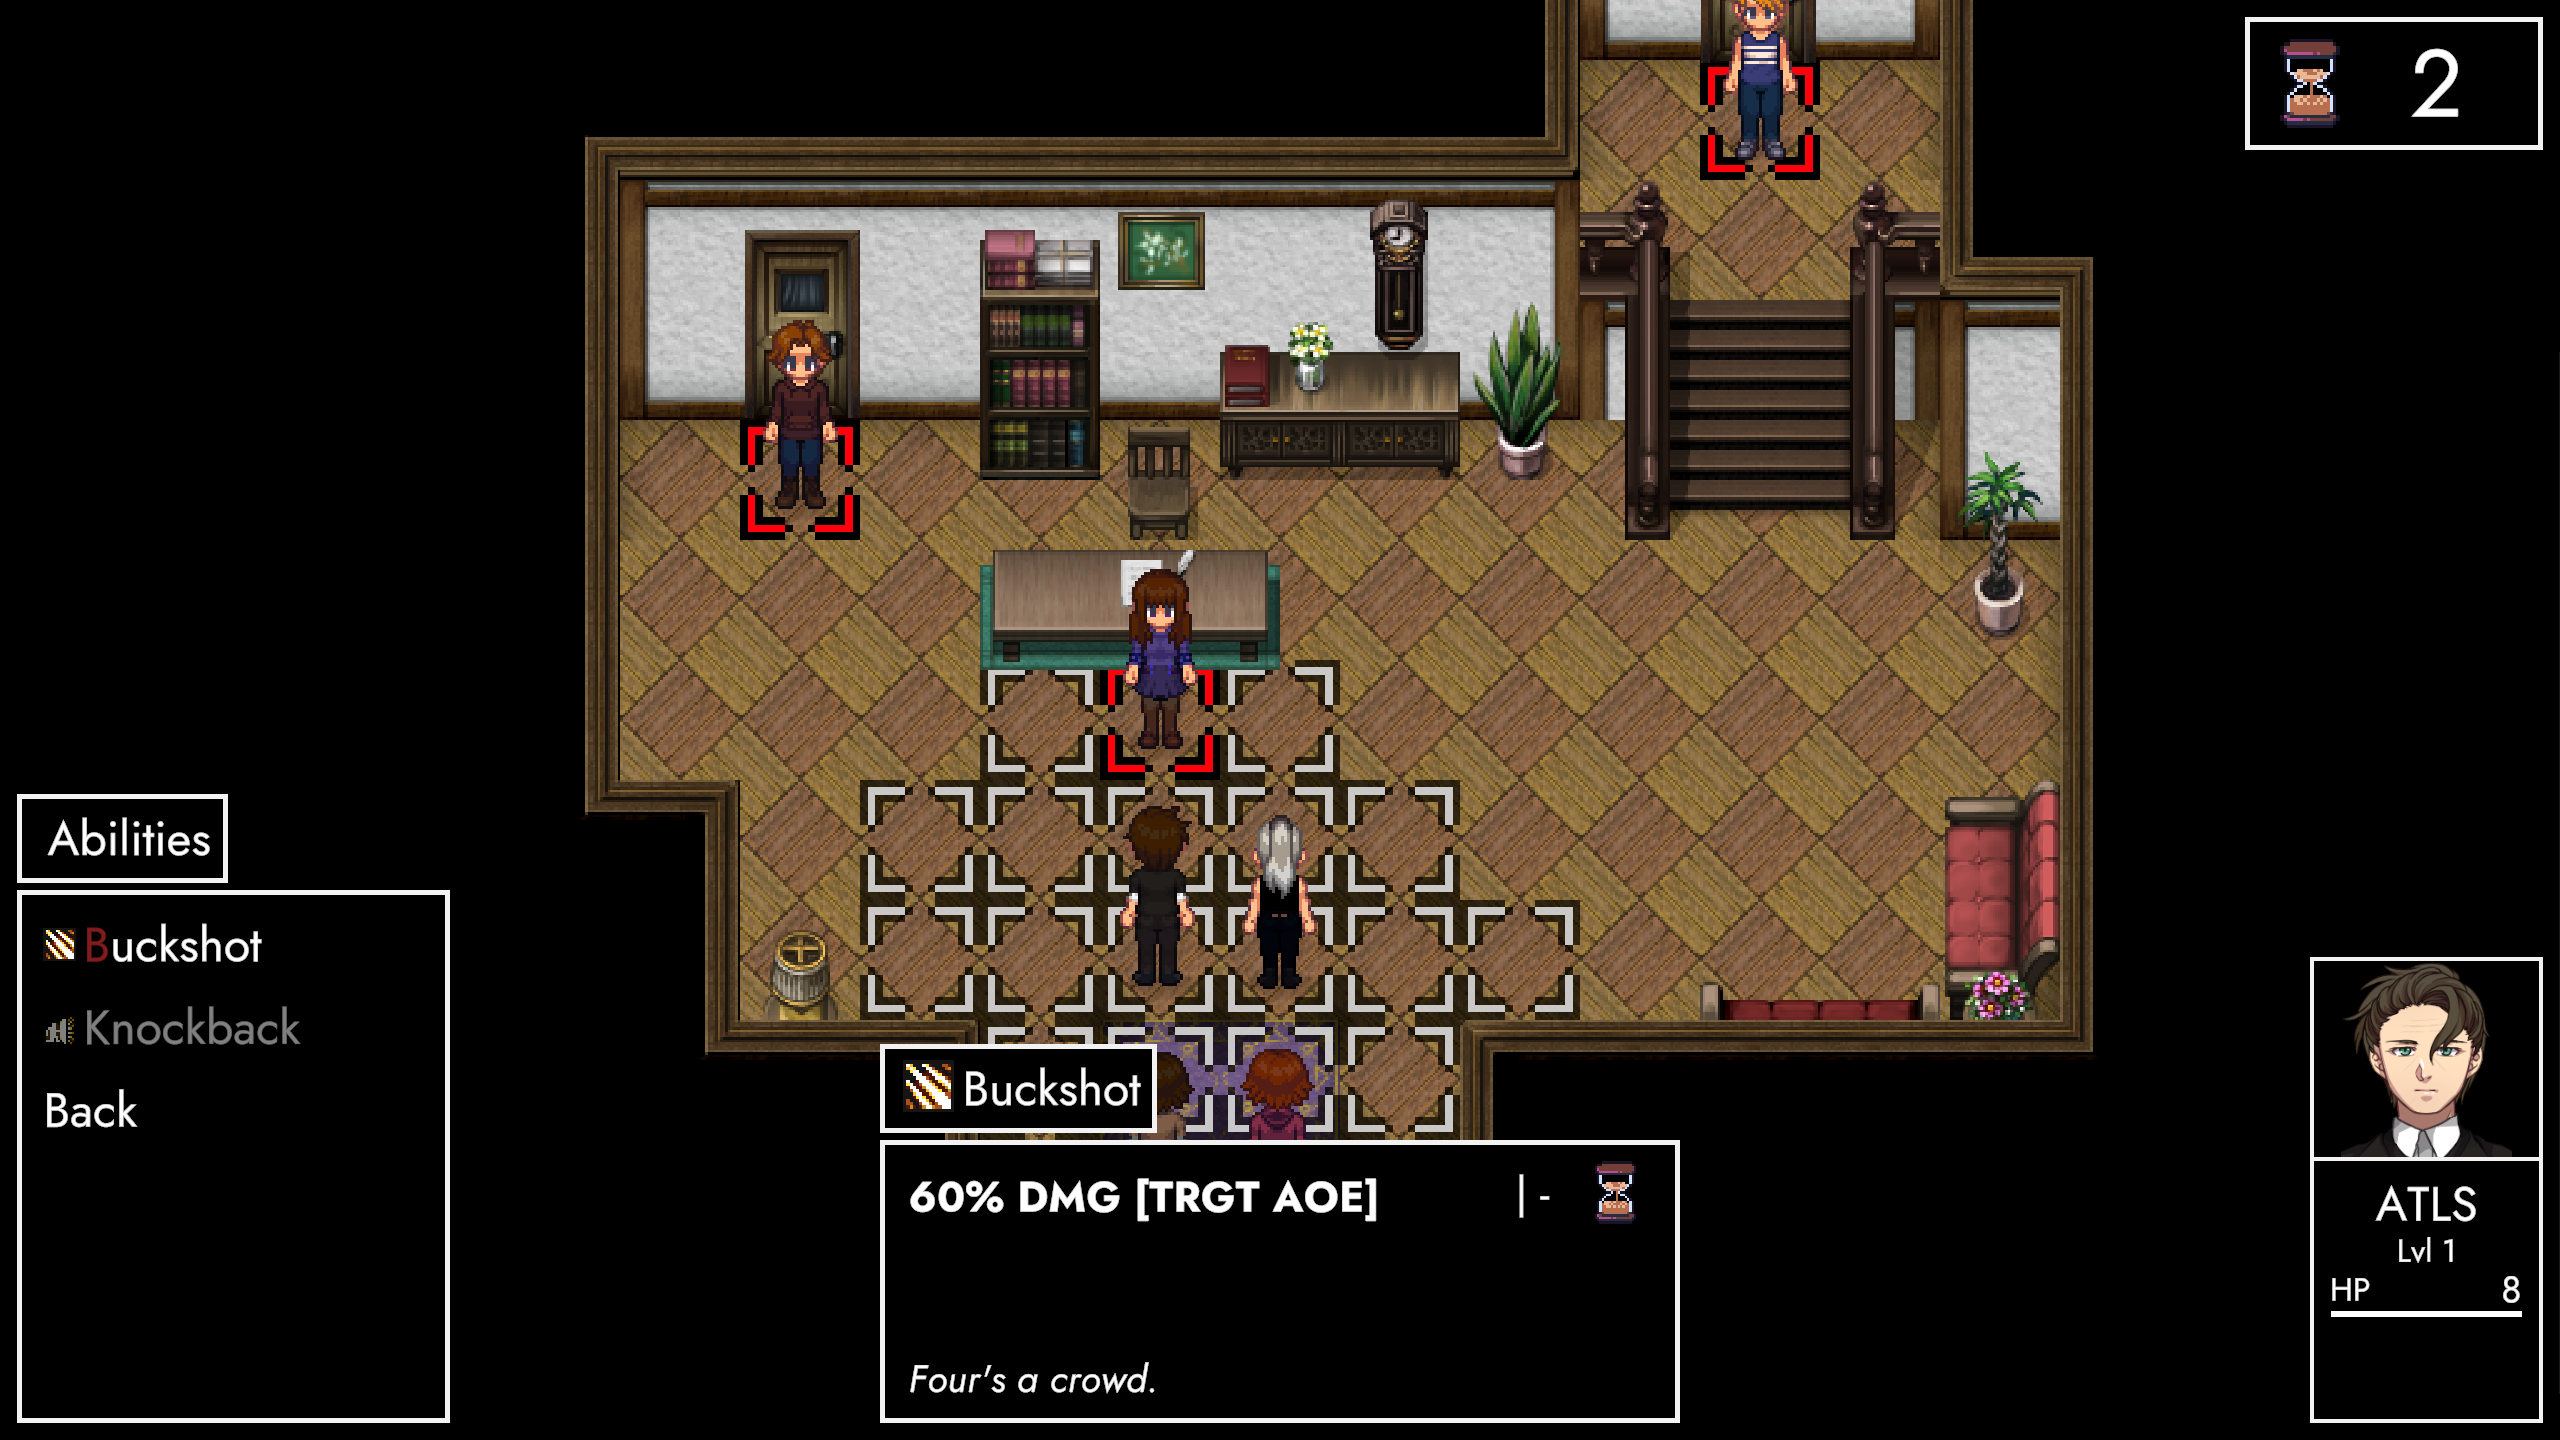 2
Abilities
Buckshot
Knockback
Back
Buckshot
60% DMG [TRGT AOE] | -
Four's a crowd.
ATLS
Lvl 1
HP 8